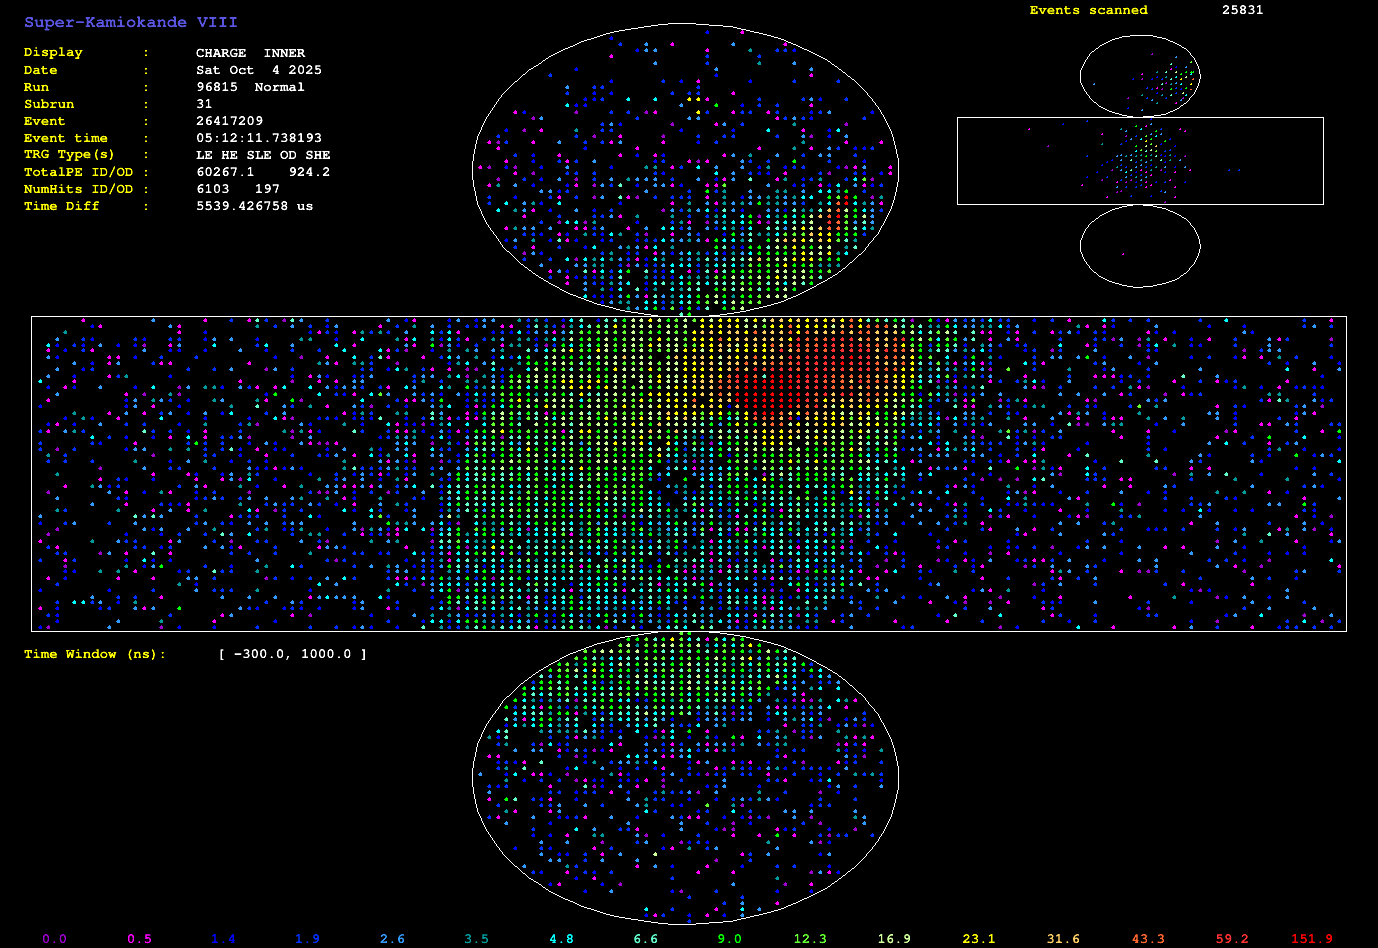 Super-Kamiokande VIII
Display : CHARGE INNER
Date : Sat Oct 4 2025
Run : 96815 Normal
Subrun : 31
Event : 26417209
Event time : 05:12:11.738193
TRG Type(s) : LE HE SLE OD SHE
TotalPE ID/OD : 60267.1 924.2
NumHits ID/OD : 6103 197
Time Diff : 5539.426758 us
Events scanned 25831
Time Window (ns): [ -300.0, 1000.0 ]
0.0 0.5 1.4 1.9 2.6 3.5 4.8 6.6 9.0 12.3 16.9 23.1 31.6 43.3 59.2 151.9